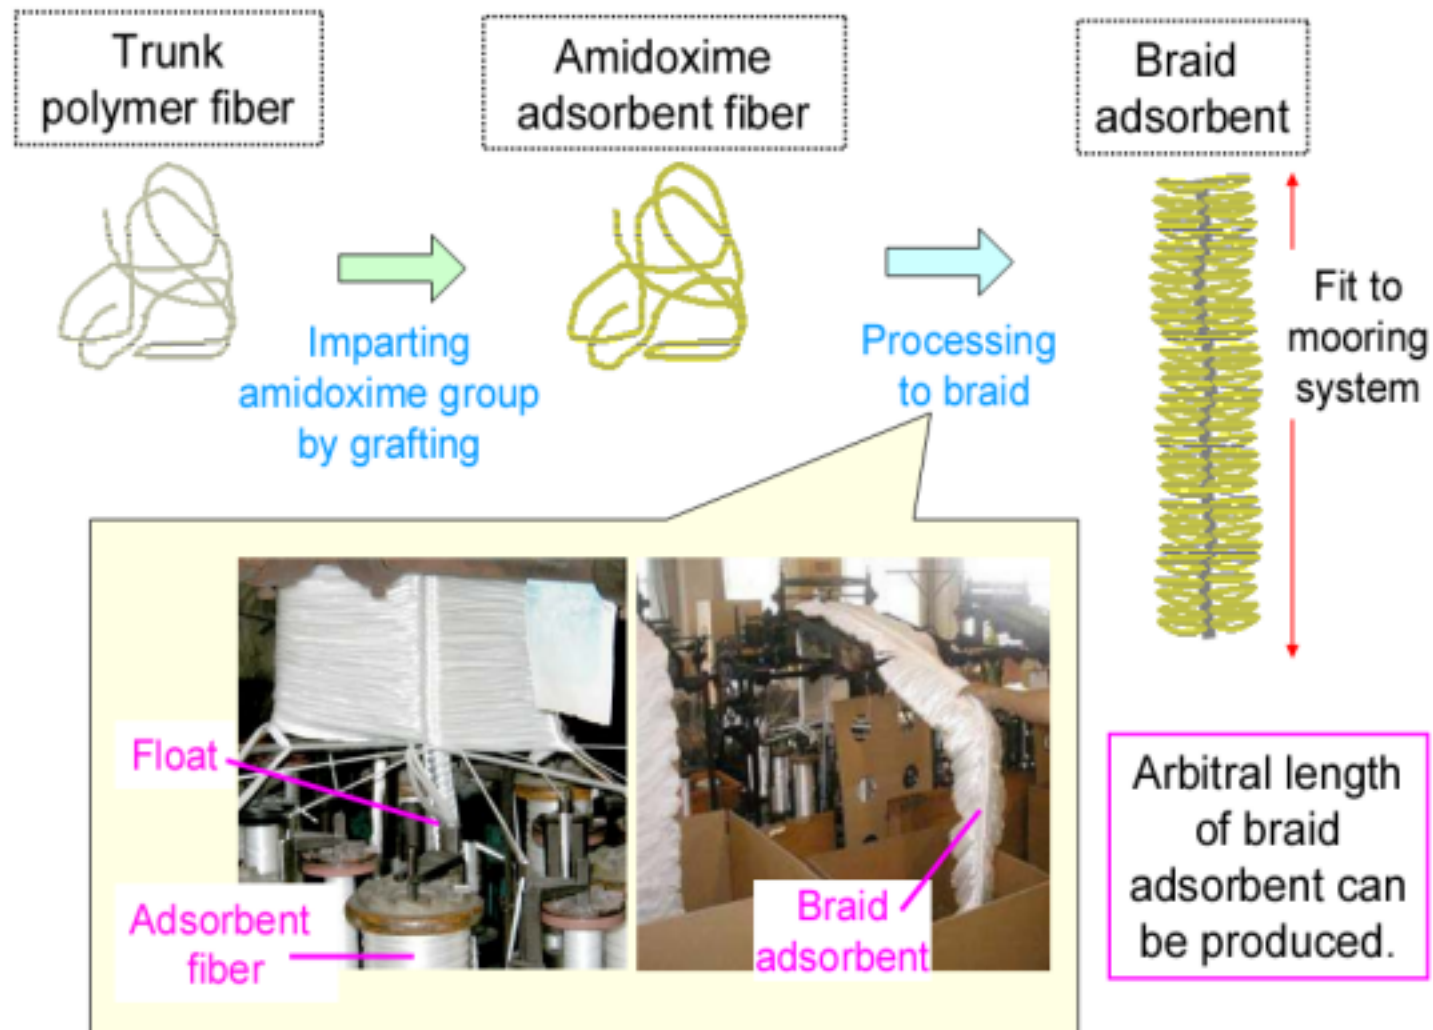 Trunk
polymer fiber
Amidoxime
adsorbent fiber
Braid
adsorbent
Imparting
amidoxime group
by grafting
Processing
to braid
Fit to
mooring
system
Float
Adsorbent
fiber
Braid
adsorbent
Arbitral length
of braid
adsorbent can
be produced.